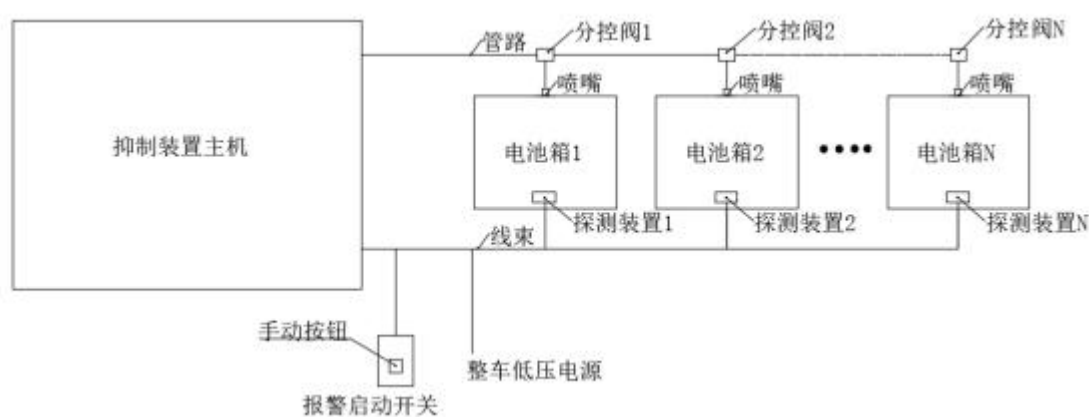 管路
分控阀1
分控阀2
分控阀N
喷嘴
喷嘴
喷嘴
抑制装置主机
电池箱1
电池箱2
电池箱N
探测装置1
探测装置2
探测装置N
线束
手动按钮
整车低压电源
报警启动开关